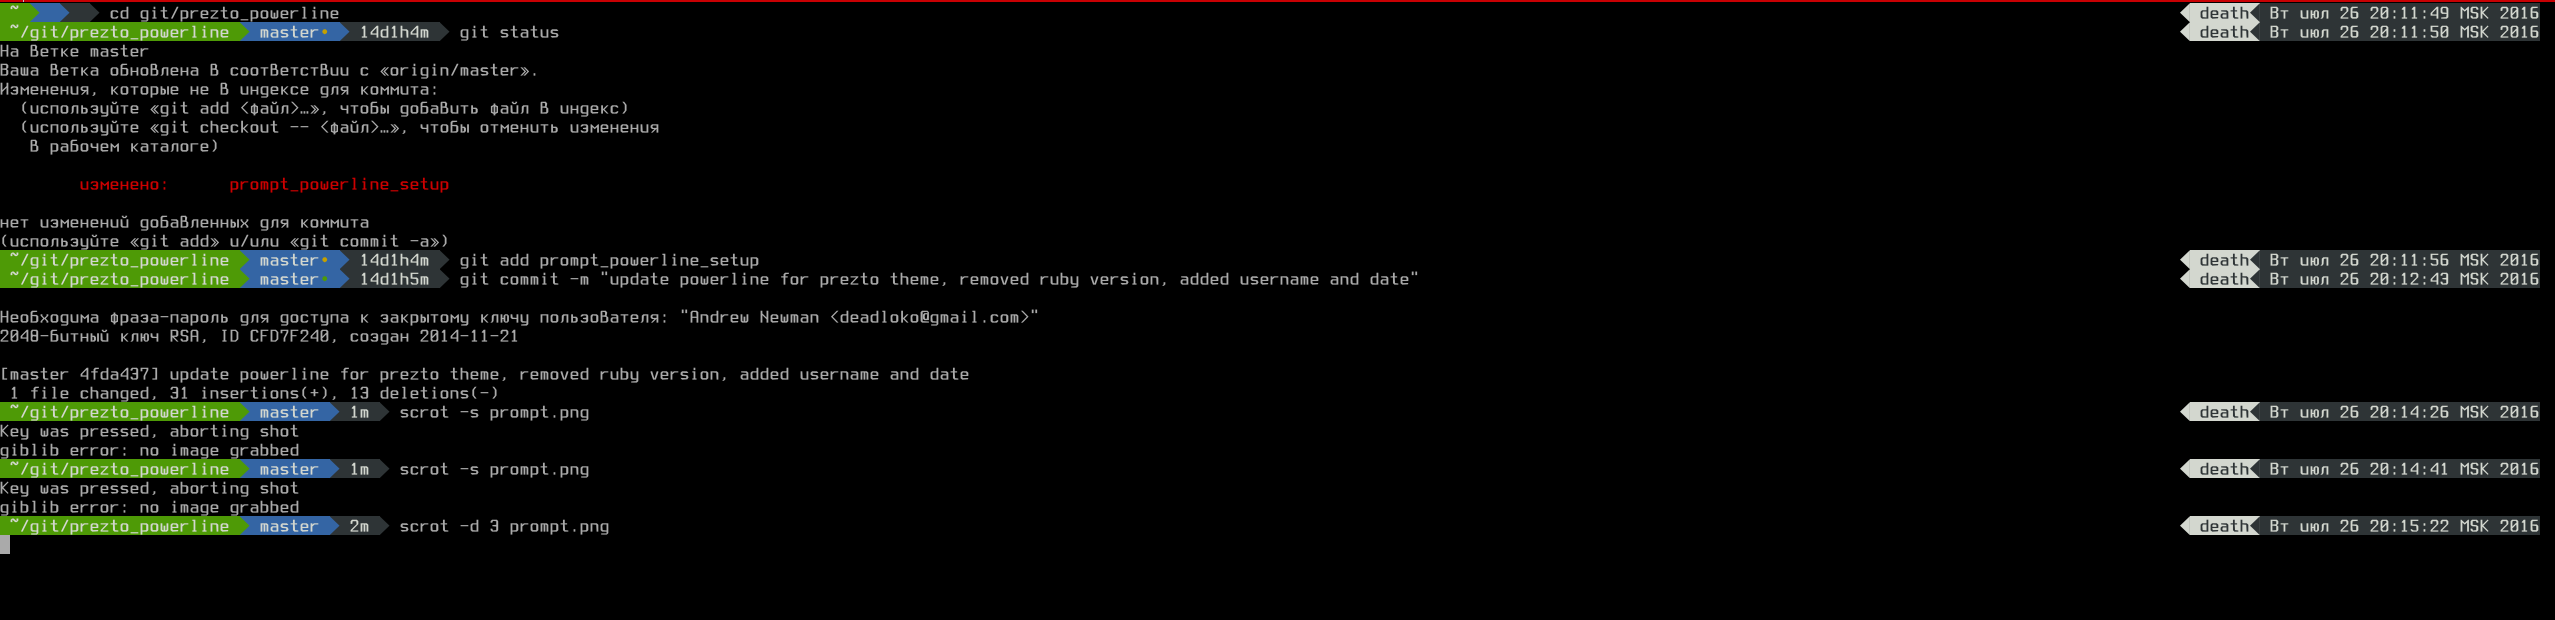 ~ cd git/prezto_powerline death Вт июл 26 20:11:49 MSK 2016
~/git/prezto_powerline master• 14d1h4m git status death Вт июл 26 20:11:50 MSK 2016
На ветке master
Ваша ветка обновлена в соответствии с «origin/master».
Изменения, которые не в индексе для коммита:
(используйте «git add <файл>…», чтобы добавить файл в индекс)
(используйте «git checkout -- <файл>…», чтобы отменить изменения
в рабочем каталоге)
изменено: prompt_powerline_setup
нет изменений добавленных для коммита
(используйте «git add» и/или «git commit -a»)
~/git/prezto_powerline master• 14d1h4m git add prompt_powerline_setup death Вт июл 26 20:11:56 MSK 2016
~/git/prezto_powerline master• 14d1h5m git commit -m "update powerline for prezto theme, removed ruby version, added username and date" death Вт июл 26 20:12:43 MSK 2016
Необходима фраза-пароль для доступа к закрытому ключу пользователя: "Andrew Newman <deadloko@gmail.com>"
2048-битный ключ RSA, ID CFD7F240, создан 2014-11-21
[master 4fda437] update powerline for prezto theme, removed ruby version, added username and date
1 file changed, 31 insertions(+), 13 deletions(-)
~/git/prezto_powerline master 1m scrot -s prompt.png death Вт июл 26 20:14:26 MSK 2016
Key was pressed, aborting shot
giblib error: no image grabbed
~/git/prezto_powerline master 1m scrot -s prompt.png death Вт июл 26 20:14:41 MSK 2016
Key was pressed, aborting shot
giblib error: no image grabbed
~/git/prezto_powerline master 2m scrot -d 3 prompt.png death Вт июл 26 20:15:22 MSK 2016